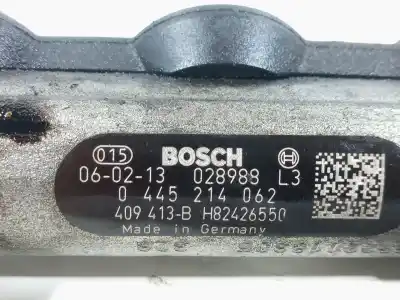 015 BOSCH
06-02-13 028988 L3
0 445 214 062
409 413-B H82426550
Made in Germany